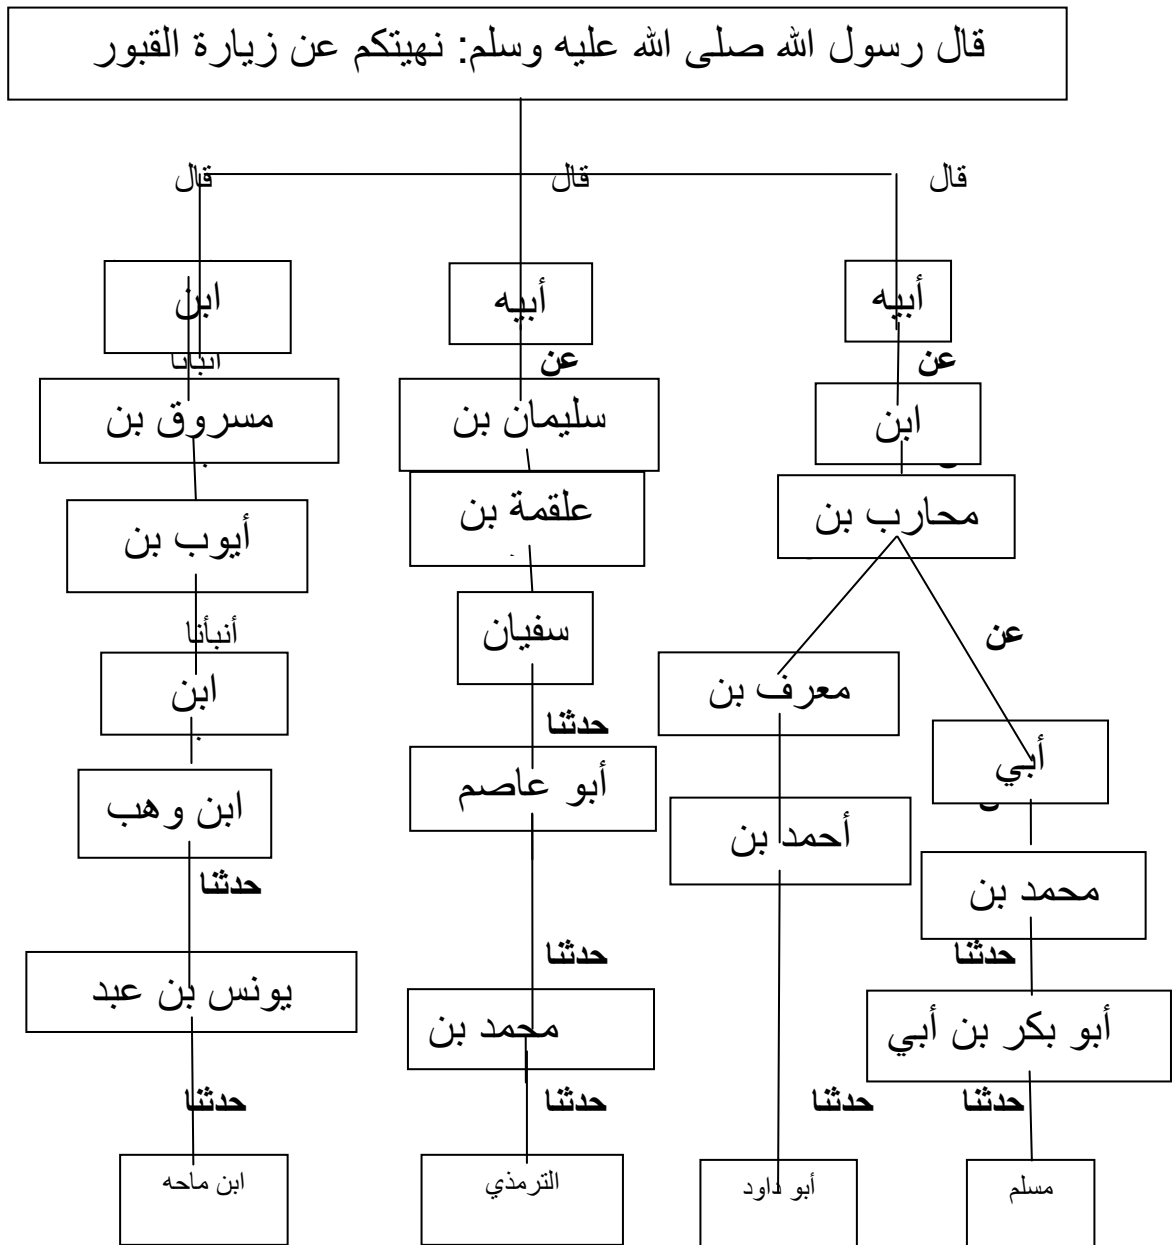 قال رسول الله صلى الله عليه وسلم: نهيتكم عن زيارة القبور
قال
قال
قال
أبيه
أبيه
ابن
عن
عن
أنبأنا
ابن
سليمان بن
مسروق بن
محارب بن
علقمة بن
أيوب بن
عن
سفيان
أنبأنا
معرف بن
ابن
أبي
حدثنا
أبو عاصم
ابن وهب
أحمد بن
محمد بن
حدثنا
حدثنا
حدثنا
يونس بن عبد
أبو بكر بن أبي
محمد بن
حدثنا
حدثنا
حدثنا
حدثنا
مسلم
أبو داود
الترمذي
ابن ماحه